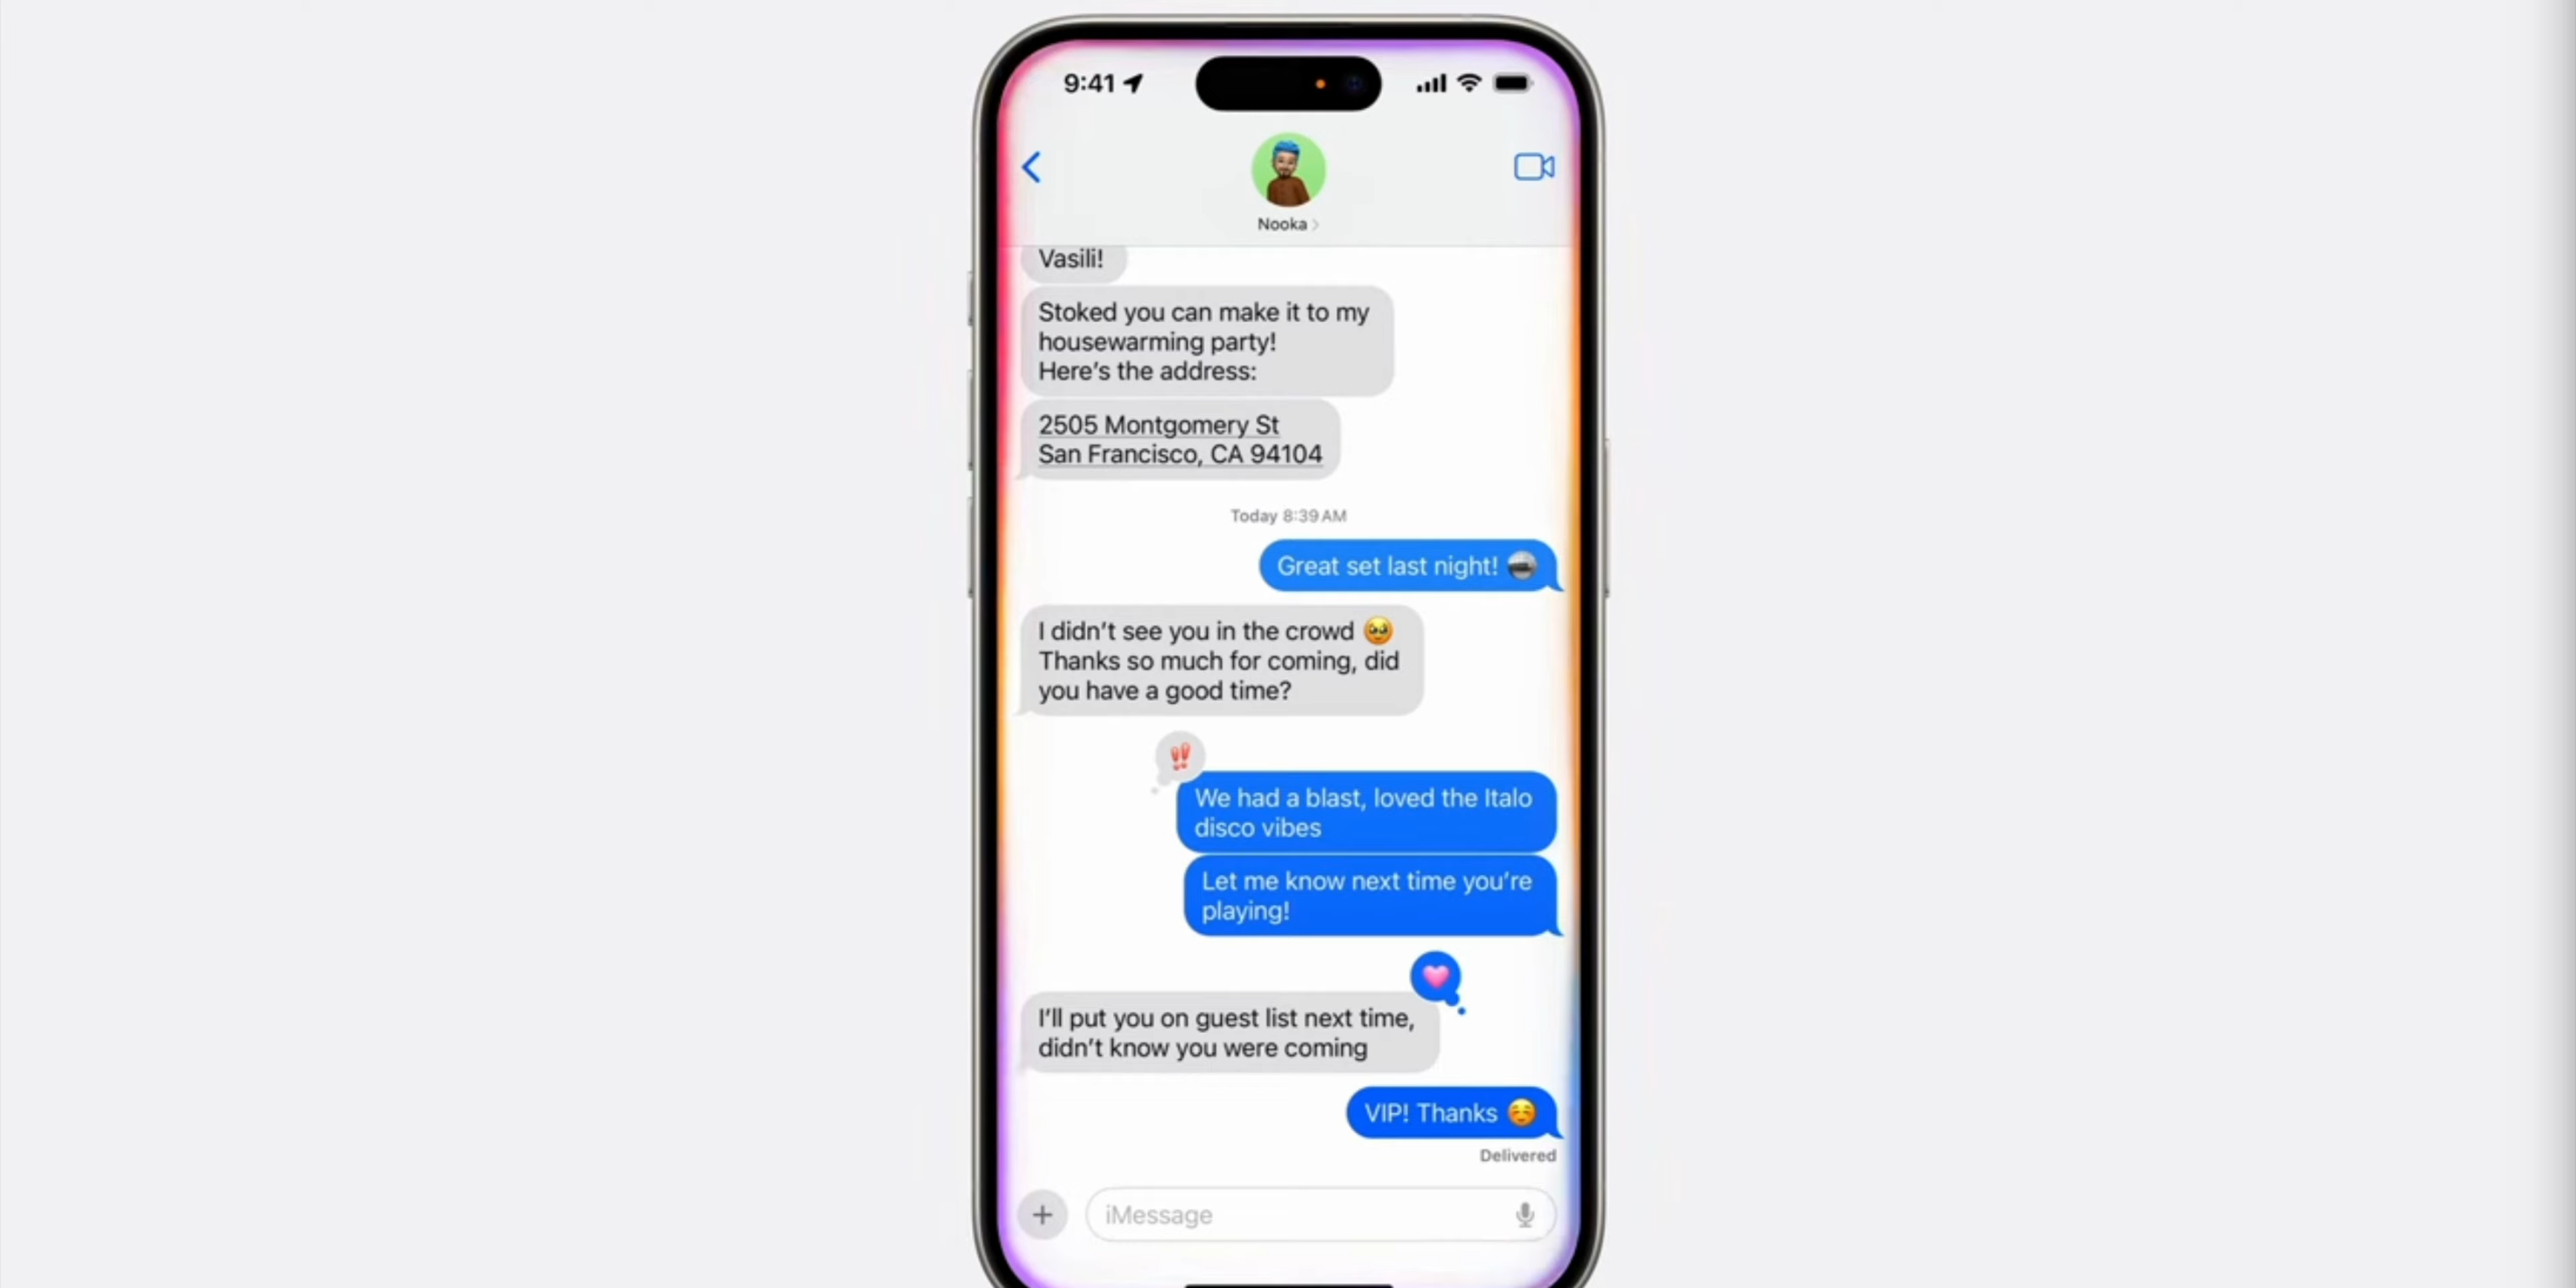 9:41
Nooka
Vasili!
Stoked you can make it to my
housewarming party!
Here’s the address:
2505 Montgomery St
San Francisco, CA 94104
Today 8:39 AM
Great set last night! 🪩
I didn’t see you in the crowd 🥹
Thanks so much for coming, did
you have a good time?
‼️
We had a blast, loved the Italo
disco vibes
Let me know next time you’re
playing!
I’ll put you on guest list next time,
didn’t know you were coming
VIP! Thanks ☺️
Delivered
iMessage